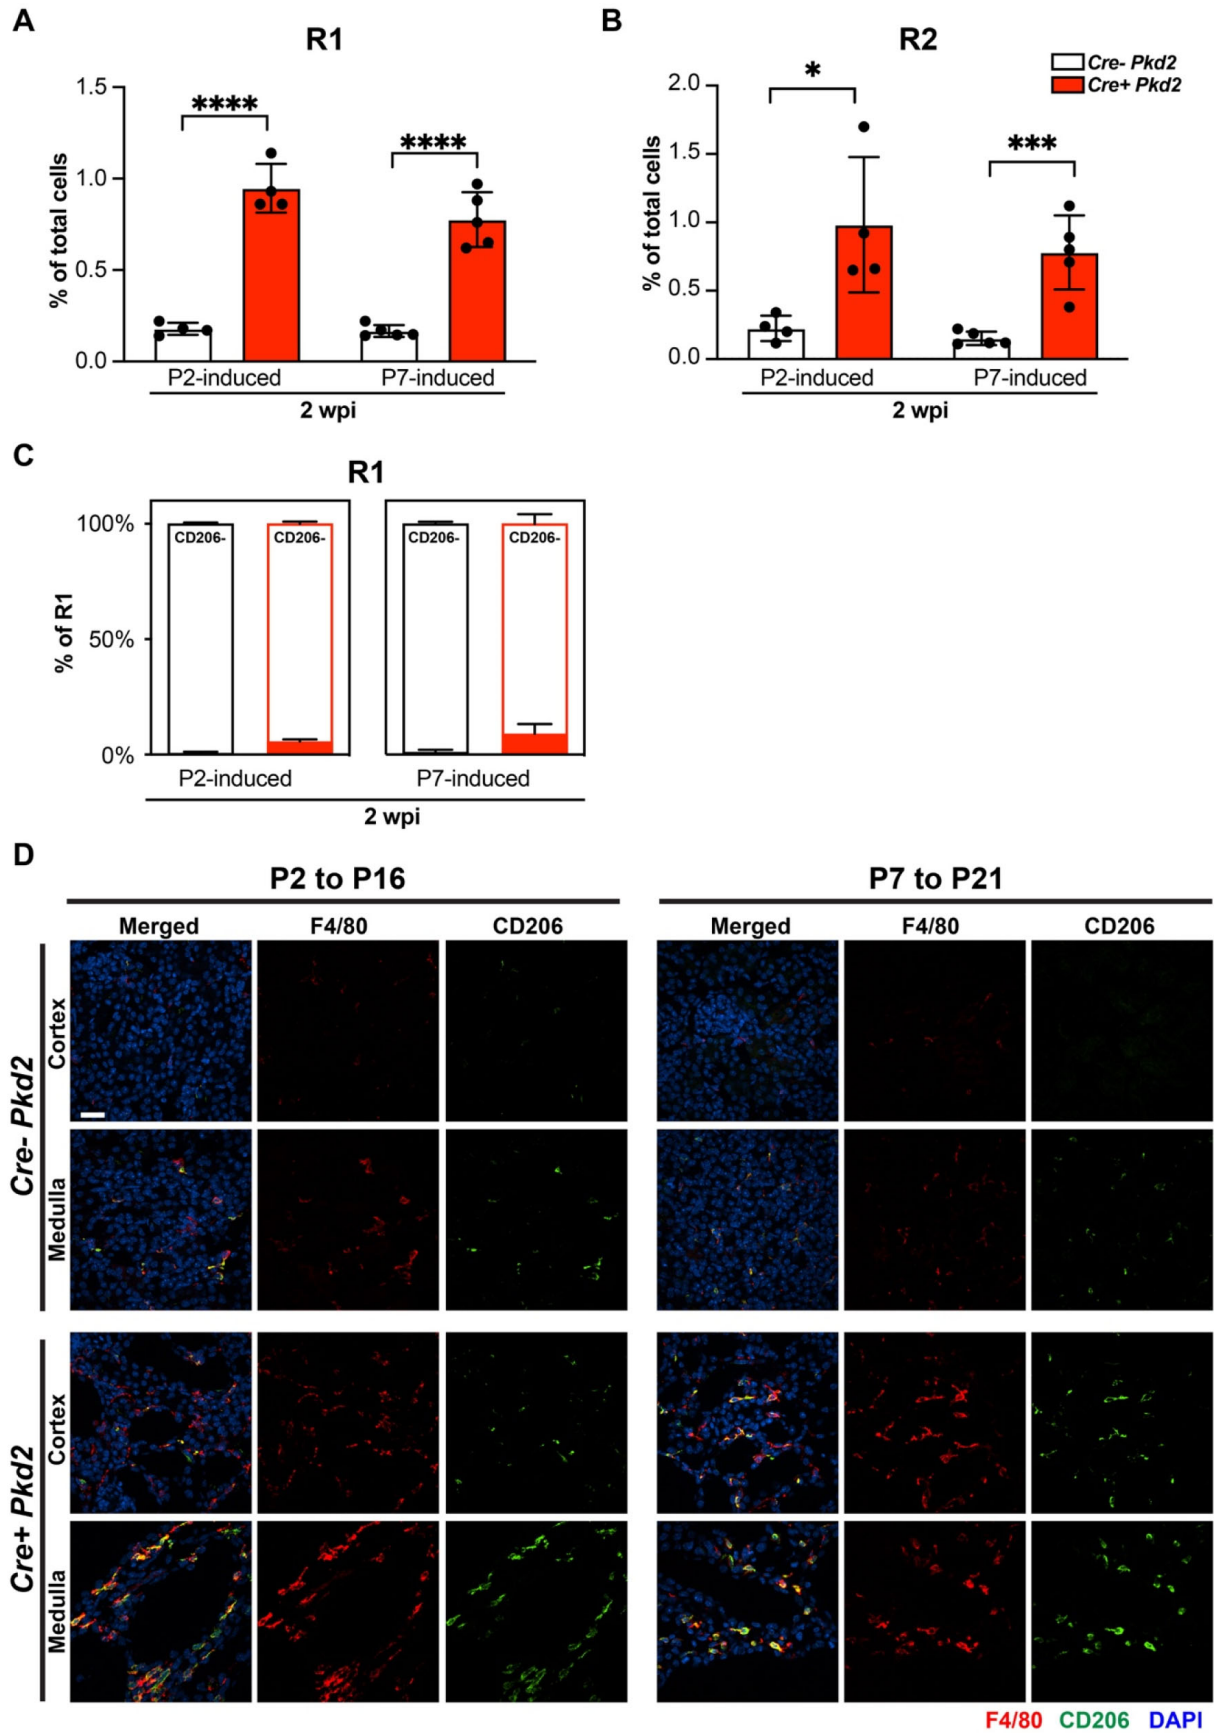 A
R1
% of total cells
1.5
1.0
0.5
0.0
****
****
P2-induced
P7-induced
2 wpi
B
R2
Cre- Pkd2
Cre+ Pkd2
% of total cells
2.0
1.5
1.0
0.5
0.0
*
***
P2-induced
P7-induced
2 wpi
C
R1
% of R1
100%
50%
0%
CD206-
CD206-
CD206-
CD206-
P2-induced
P7-induced
2 wpi
D
P2 to P16
P7 to P21
Merged
F4/80
CD206
Merged
F4/80
CD206
Cre- Pkd2
Cortex
Medulla
Cre+ Pkd2
Cortex
Medulla
F4/80 CD206 DAPI